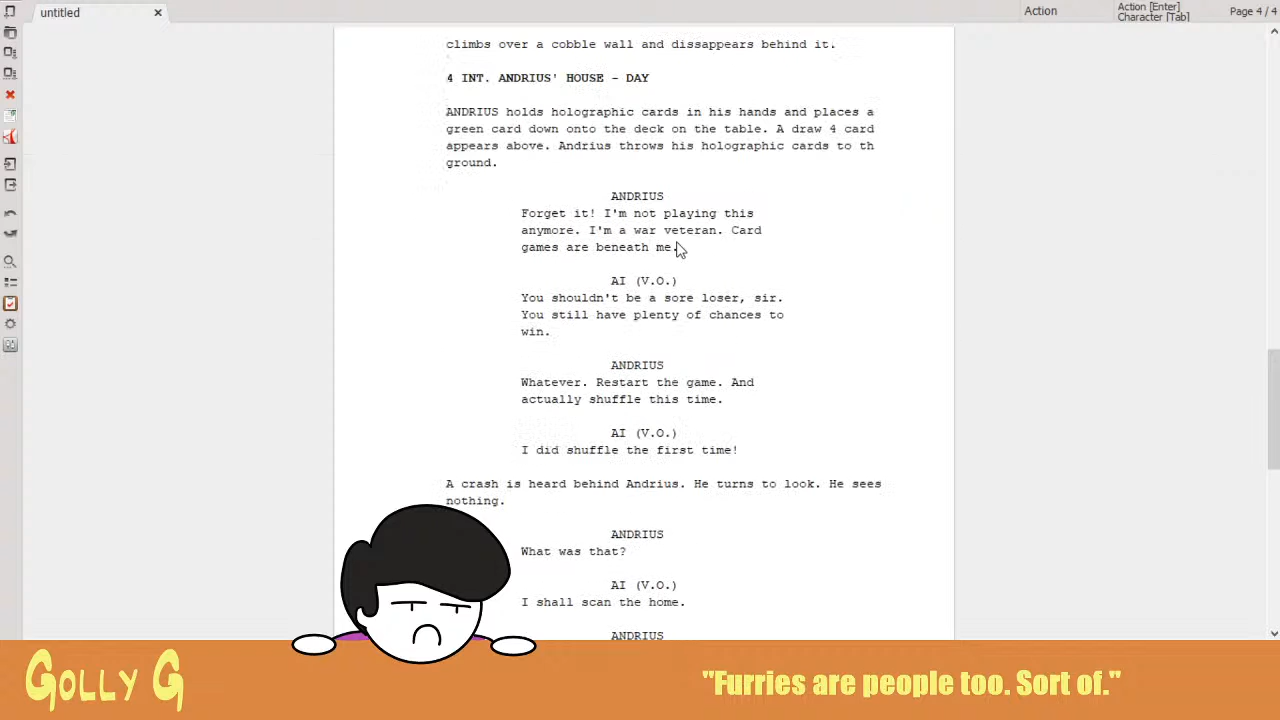 untitled
Action
Action [Enter]
Character [Tab]
Page 4 / 4
climbs over a cobble wall and dissappears behind it.
4 INT. ANDRIUS' HOUSE - DAY
ANDRIUS holds holographic cards in his hands and places a
green card down onto the deck on the table. A draw 4 card
appears above. Andrius throws his holographic cards to th
ground.
ANDRIUS
Forget it! I'm not playing this
anymore. I'm a war veteran. Card
games are beneath me.
AI (V.O.)
You shouldn't be a sore loser, sir.
You still have plenty of chances to
win.
ANDRIUS
Whatever. Restart the game. And
actually shuffle this time.
AI (V.O.)
I did shuffle the first time!
A crash is heard behind Andrius. He turns to look. He sees
nothing.
ANDRIUS
What was that?
AI (V.O.)
I shall scan the home.
ANDRIUS
GOLLY G
"Furries are people too. Sort of."